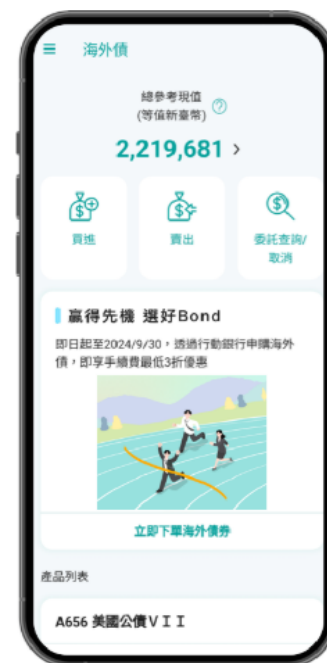 海外債
總參考現值
(等值新臺幣)
2,219,681
買進
賣出
委託查詢/
取消
贏得先機 選好Bond
即日起至2024/9/30，透過行動銀行申購海外
債，即享手續費最低3折優惠
立即下單海外債券
產品列表
A656 美國公債ＶＩＩ